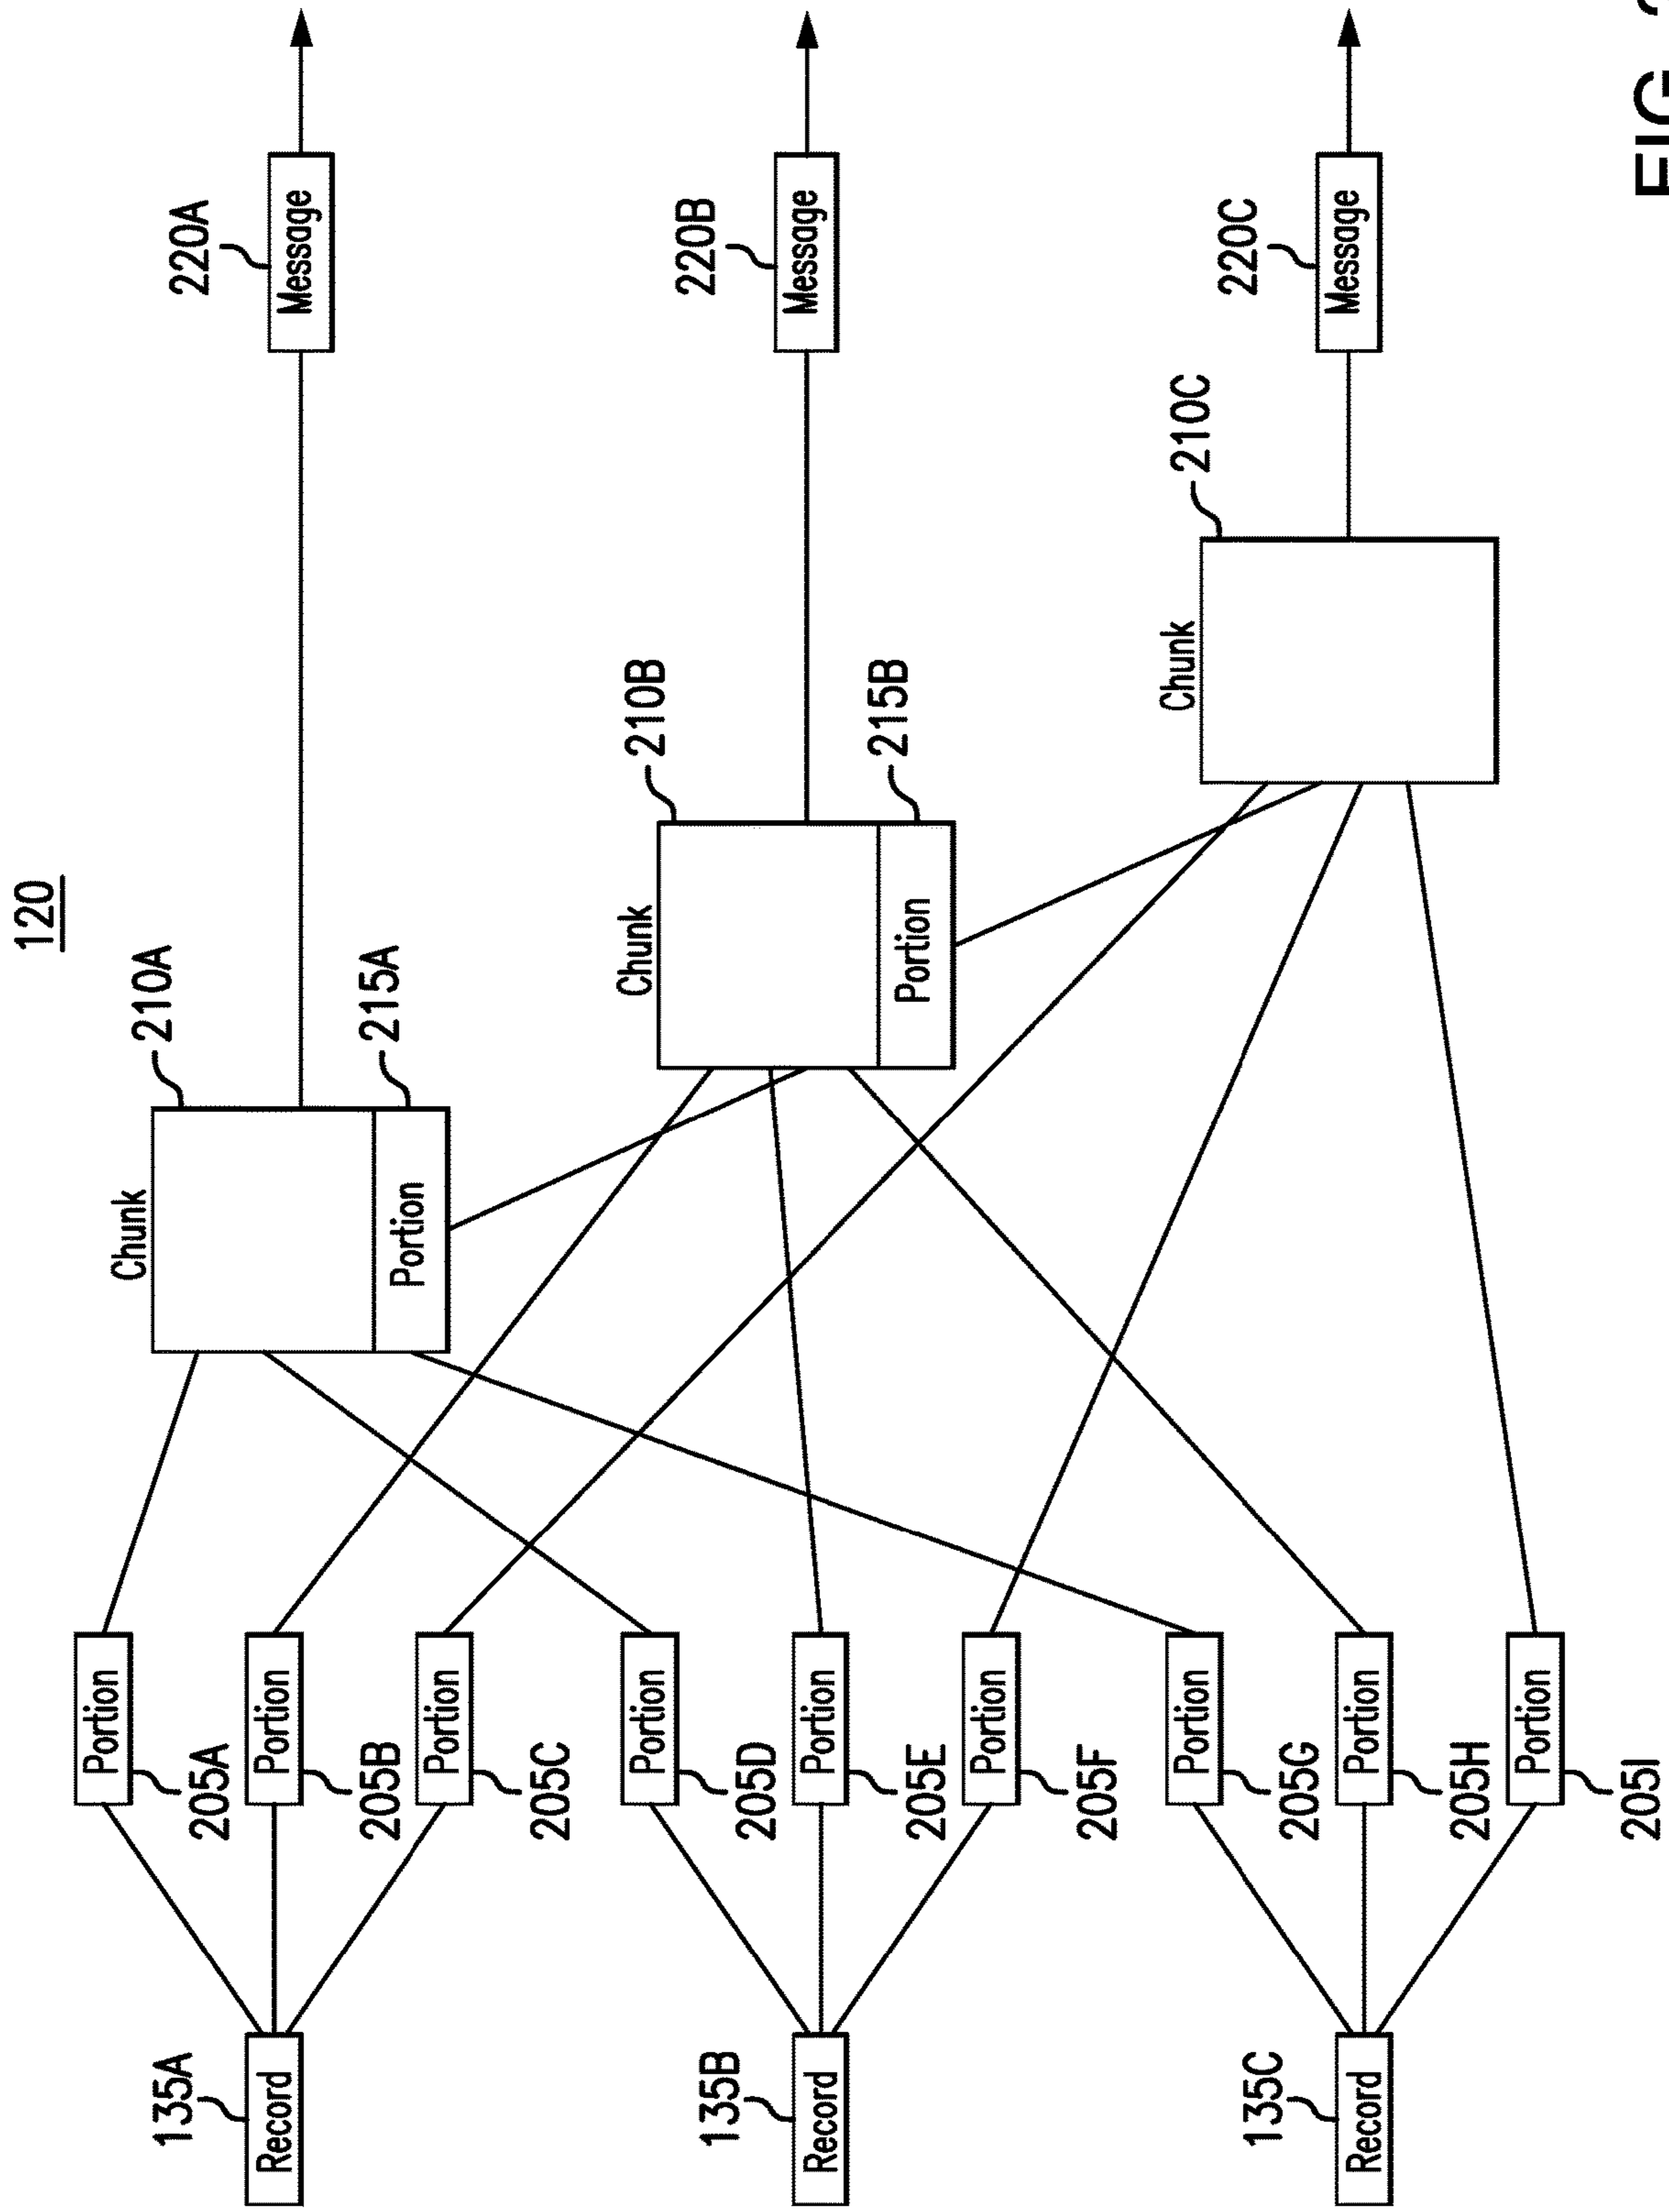 120
Portion
Chunk
210A
135A
220A
205A
Record
Portion
Message
205B
215A
Portion
Portion
205C
Chunk
210B
Portion
220B
135B
205D
Record
Portion
Message
215B
Portion
205E
Portion
205F
Chunk
210C
Portion
220C
135C
205G
Record
Portion
Message
205H
Portion
205I
FIG